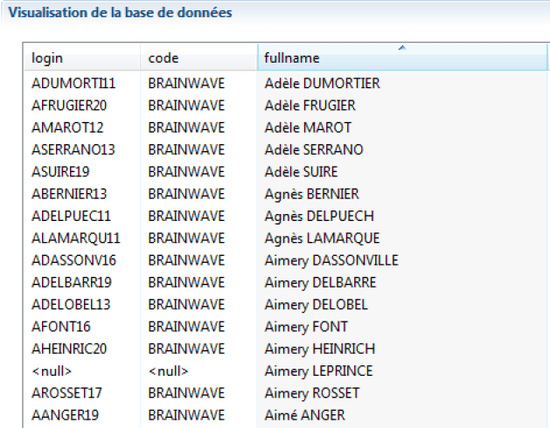 Visualisation de la base de données
login code fullname
ADUMORTI11 BRAINWAVE Adèle DUMORTIER
AFRUGIER20 BRAINWAVE Adèle FRUGIER
AMAROT12 BRAINWAVE Adèle MAROT
ASERRANO13 BRAINWAVE Adèle SERRANO
ASUIRE19 BRAINWAVE Adèle SUIRE
ABERNIER13 BRAINWAVE Agnès BERNIER
ADELPUEC11 BRAINWAVE Agnès DELPUECH
ALAMARQU11 BRAINWAVE Agnès LAMARQUE
ADASSONV16 BRAINWAVE Aimery DASSONVILLE
ADELBARR19 BRAINWAVE Aimery DELBARRE
ADELOBEL13 BRAINWAVE Aimery DELOBEL
AFONT16 BRAINWAVE Aimery FONT
AHEINRIC20 BRAINWAVE Aimery HEINRICH
<null> <null> Aimery LEPRINCE
AROSSET17 BRAINWAVE Aimery ROSSET
AANGER19 BRAINWAVE Aimé ANGER